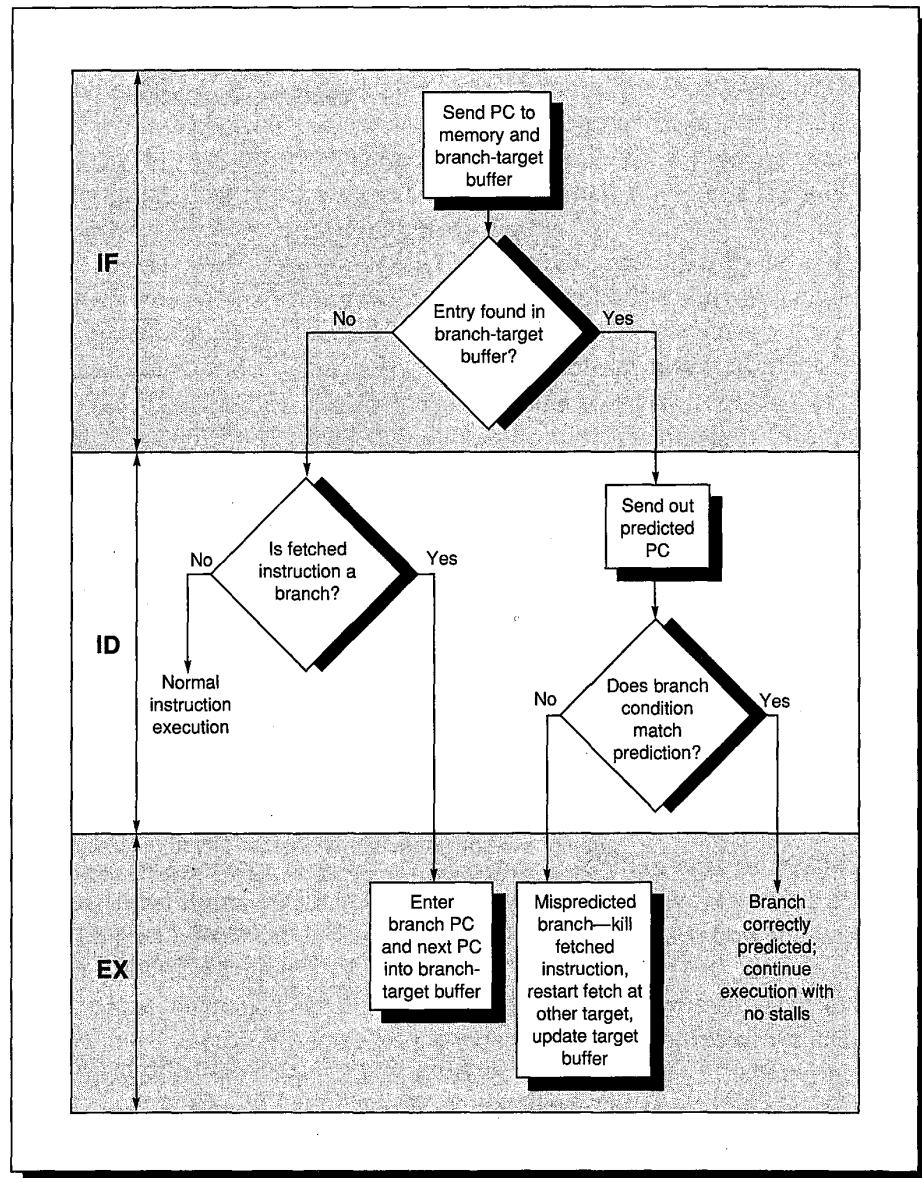 Send PC to
memory and
branch-target
buffer
IF
Entry found in
branch-target
buffer?
No
Yes
Send out
predicted
PC
Is fetched
instruction a
branch?
No
Yes
ID
Normal
instruction
execution
Does branch
condition
match
prediction?
No
Yes
EX
Enter
branch PC
and next PC
into branch-
target buffer
Mispredicted
branch—kill
fetched
instruction,
restart fetch at
other target,
update target
buffer
Branch
correctly
predicted;
continue
execution with
no stalls